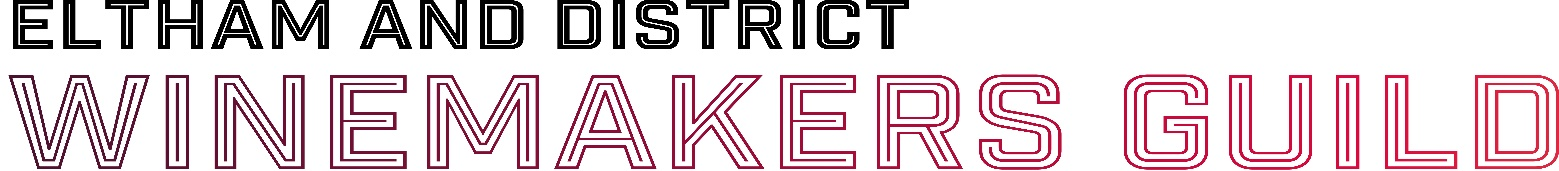 ELTHAM AND DISTRICT
WINEMAKERS GUILD